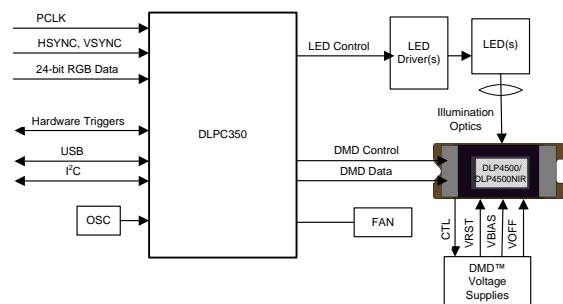 PCLK
HSYNC, VSYNC
24-bit RGB Data
Hardware Triggers
USB
I²C
OSC
DLPC350
LED Control
LED
Driver(s)
LED(s)
Illumination
Optics
DMD Control
DMD Data
DLP4500/
DLP4500NIR
FAN
CTL
VRST
VBIAS
VOFF
DMD™
Voltage
Supplies